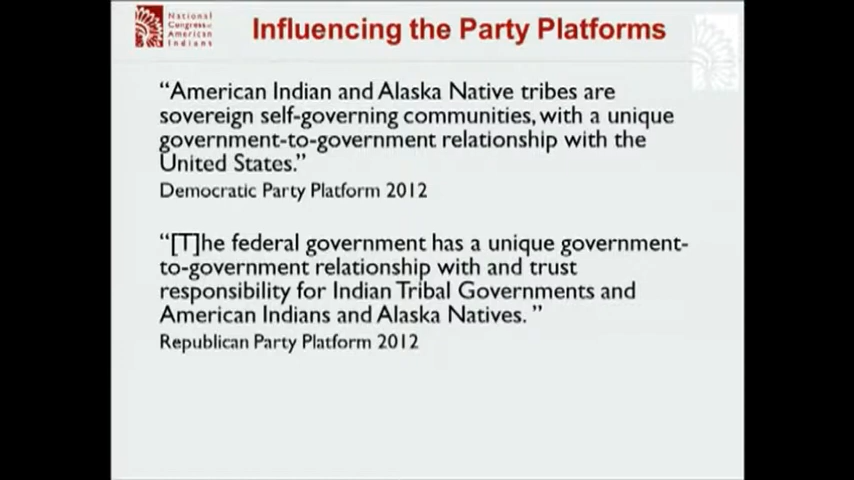 National
Congress of
American
Indians
Influencing the Party Platforms
“American Indian and Alaska Native tribes are
sovereign self-governing communities, with a unique
government-to-government relationship with the
United States.”
Democratic Party Platform 2012
“[T]he federal government has a unique government-
to-government relationship with and trust
responsibility for Indian Tribal Governments and
American Indians and Alaska Natives. ”
Republican Party Platform 2012